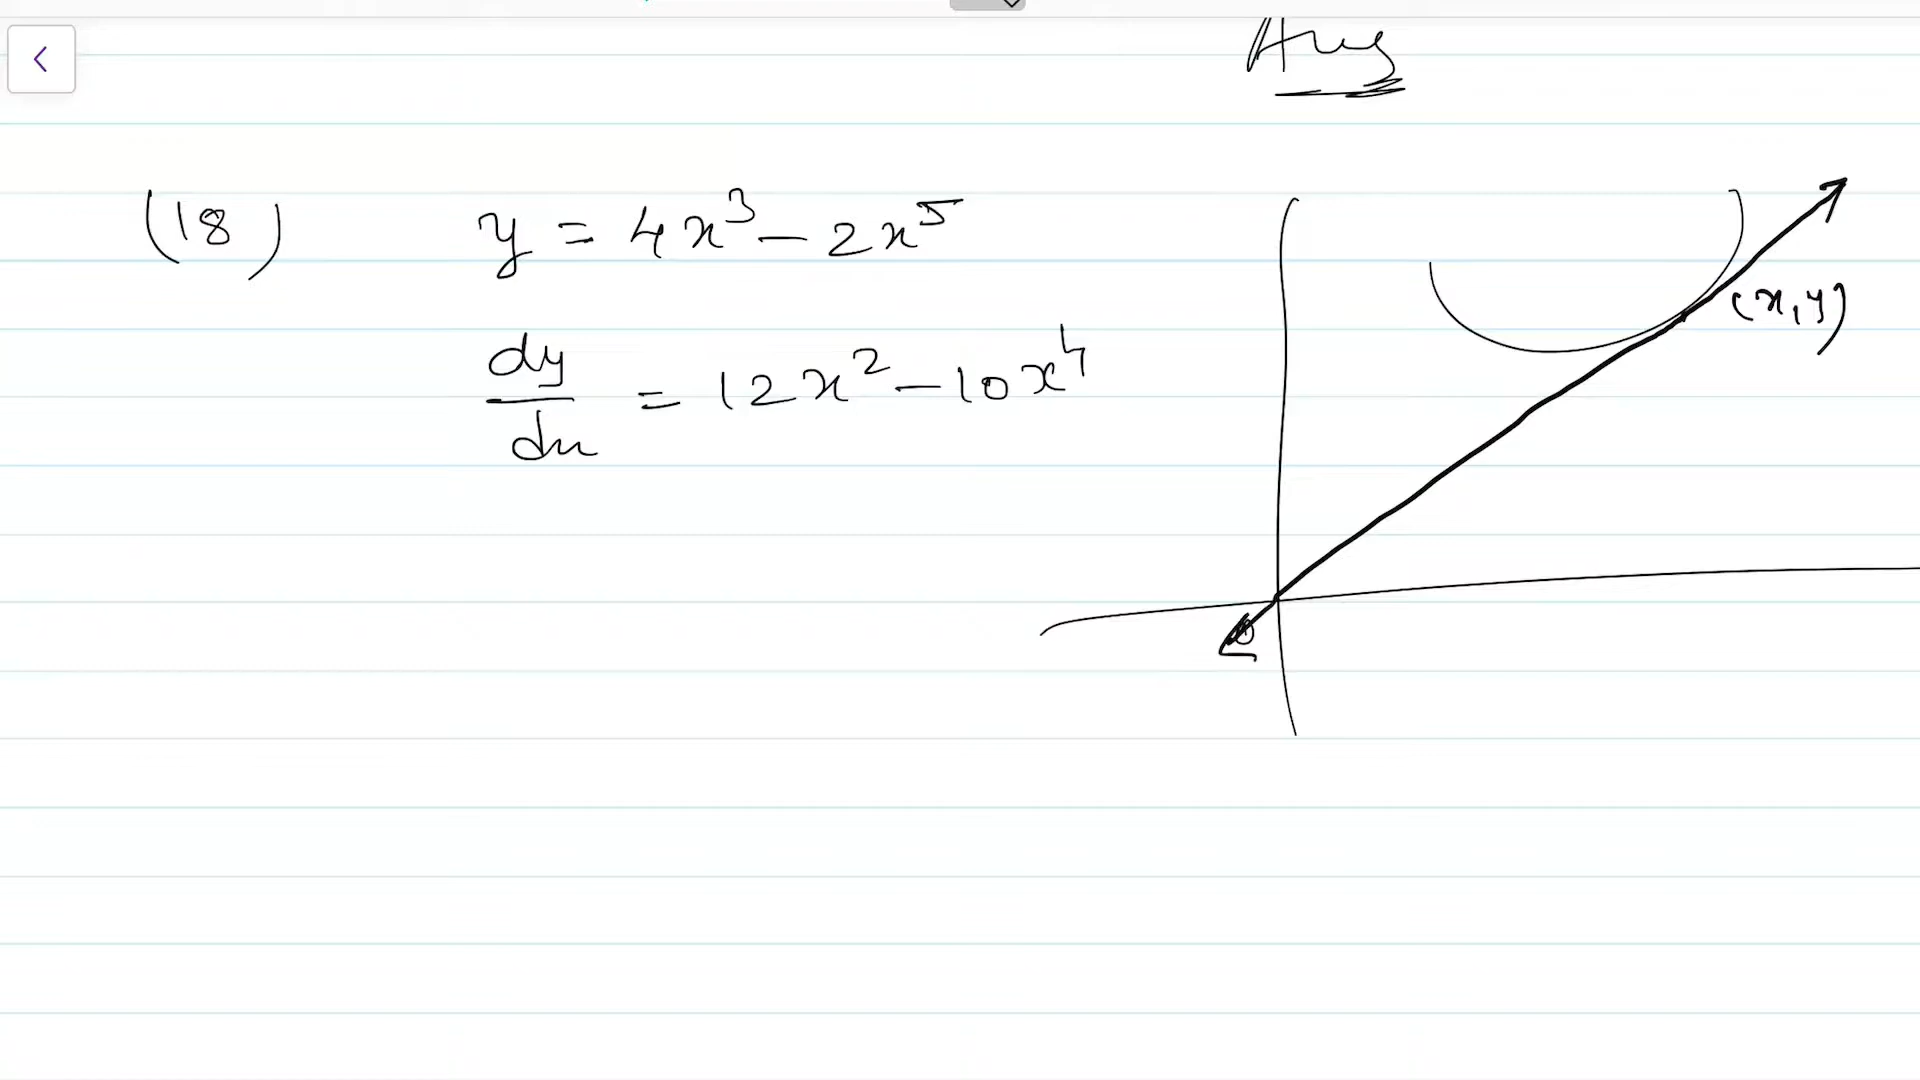 Ans
(18) y = 4x³ - 2x⁵
dy/dx = 12x² - 10x⁴
(x,y)